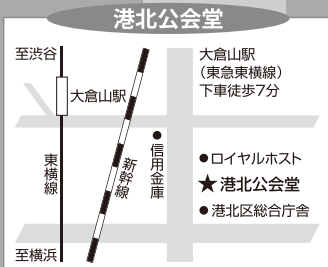 港北公会堂
至渋谷
大倉山駅
（東急東横線）
下車徒歩7分
大倉山駅
東横線
新幹線
信用金庫
●ロイヤルホスト
★港北公会堂
●港北区総合庁舎
至横浜